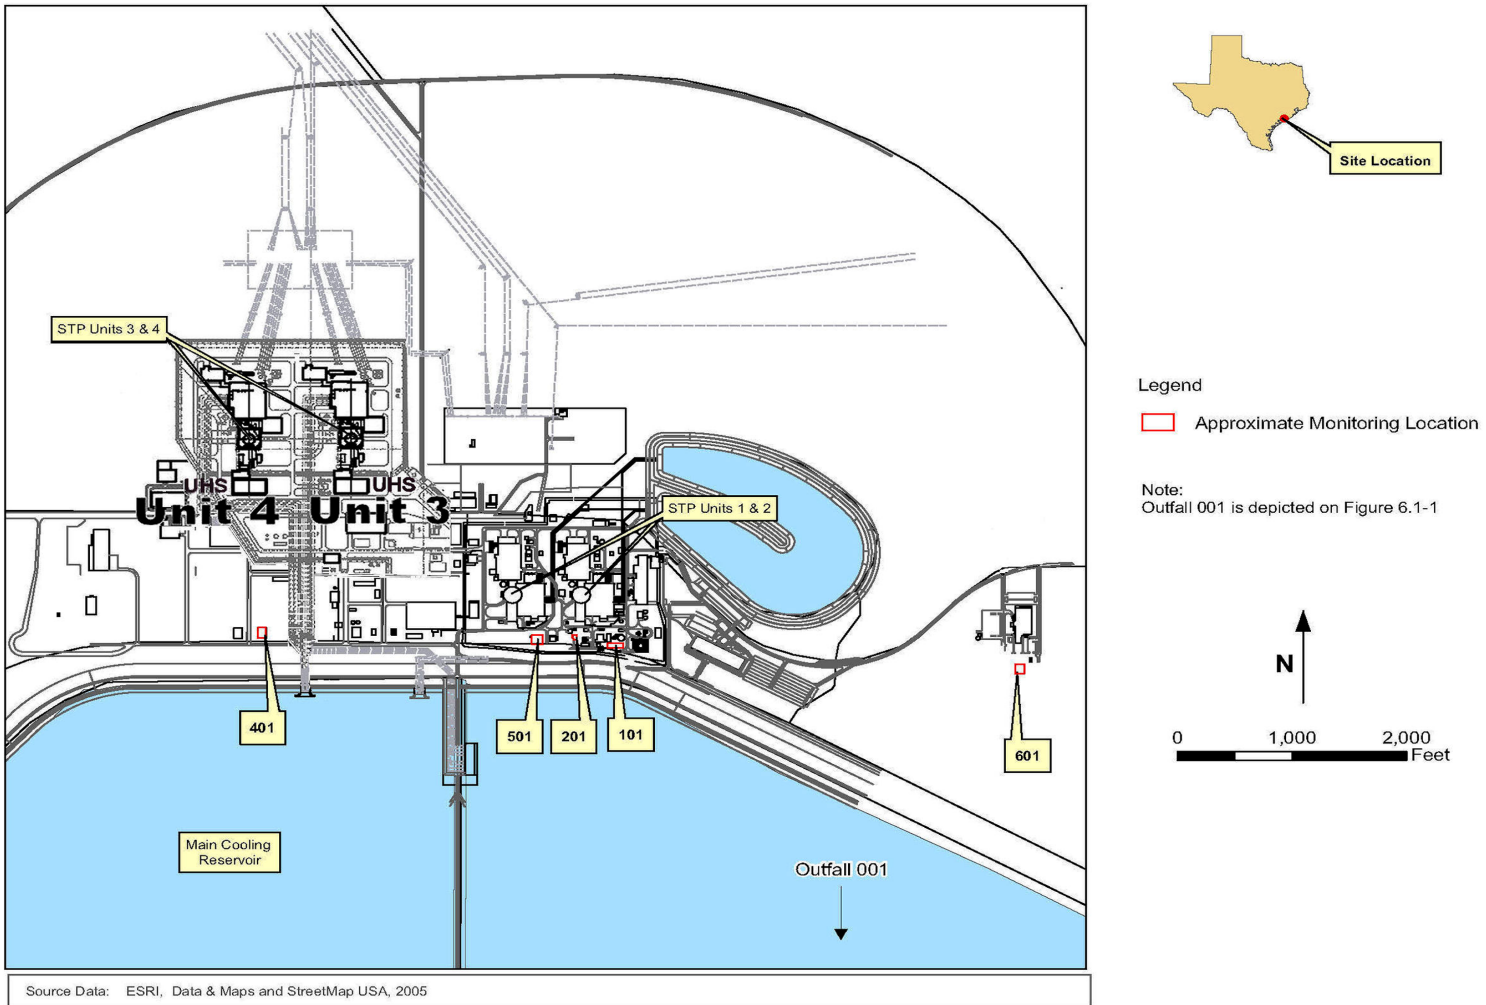 STP Units 3 & 4
UHS
UHS
Unit 4
Unit 3
STP Units 1 & 2
401
501
201
101
601
Main Cooling
Reservoir
Outfall 001
Site Location
Legend
Approximate Monitoring Location
Note:
Outfall 001 is depicted on Figure 6.1-1
N
0 1,000 2,000
Feet
Source Data: ESRI, Data & Maps and StreetMap USA, 2005